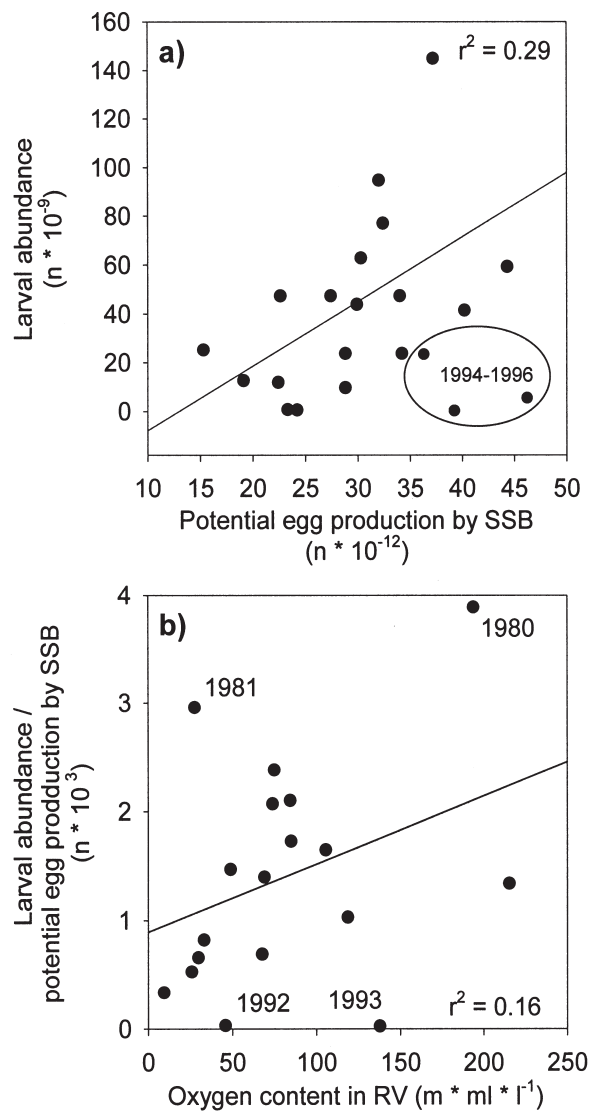 a)
r² = 0.29
160
140
120
100
80
60
40
20
0
Larval abundance
(n * 10⁻⁹)
1994-1996
10 15 20 25 30 35 40 45 50
Potential egg production by SSB
(n * 10⁻¹²)
b)
1980
1981
4
3
2
1
0
Larval abundance /
potential egg prodduction by SSB
(n * 10³)
1992
1993
r² = 0.16
0 50 100 150 200 250
Oxygen content in RV (m * ml * l⁻¹)